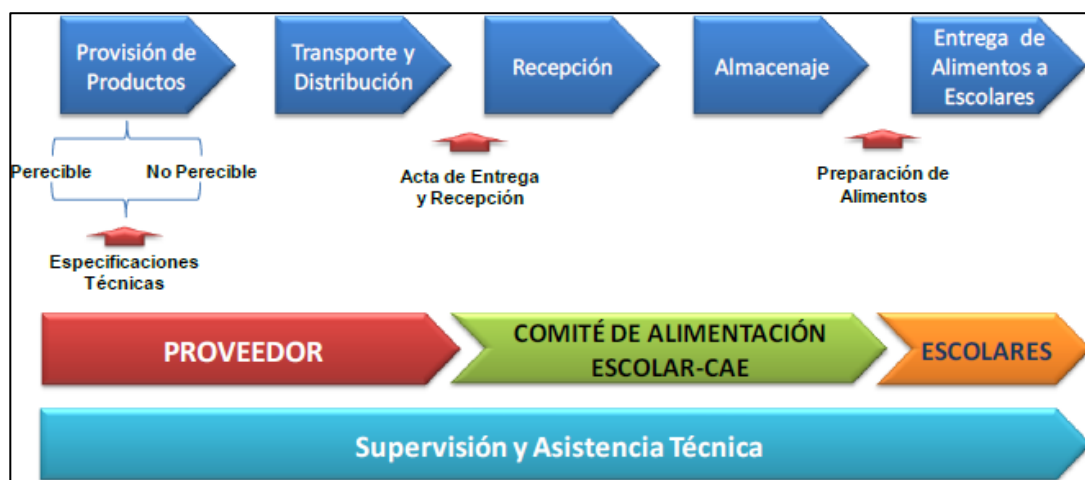 Provisión de
Productos
Transporte y
Distribución
Recepción
Almacenaje
Entrega de
Alimentos a
Escolares
Perecible
No Perecible
Acta de Entrega
y Recepción
Preparación de
Alimentos
Especificaciones
Técnicas
PROVEEDOR
COMITÉ DE ALIMENTACIÓN
ESCOLAR-CAE
ESCOLARES
Supervisión y Asistencia Técnica